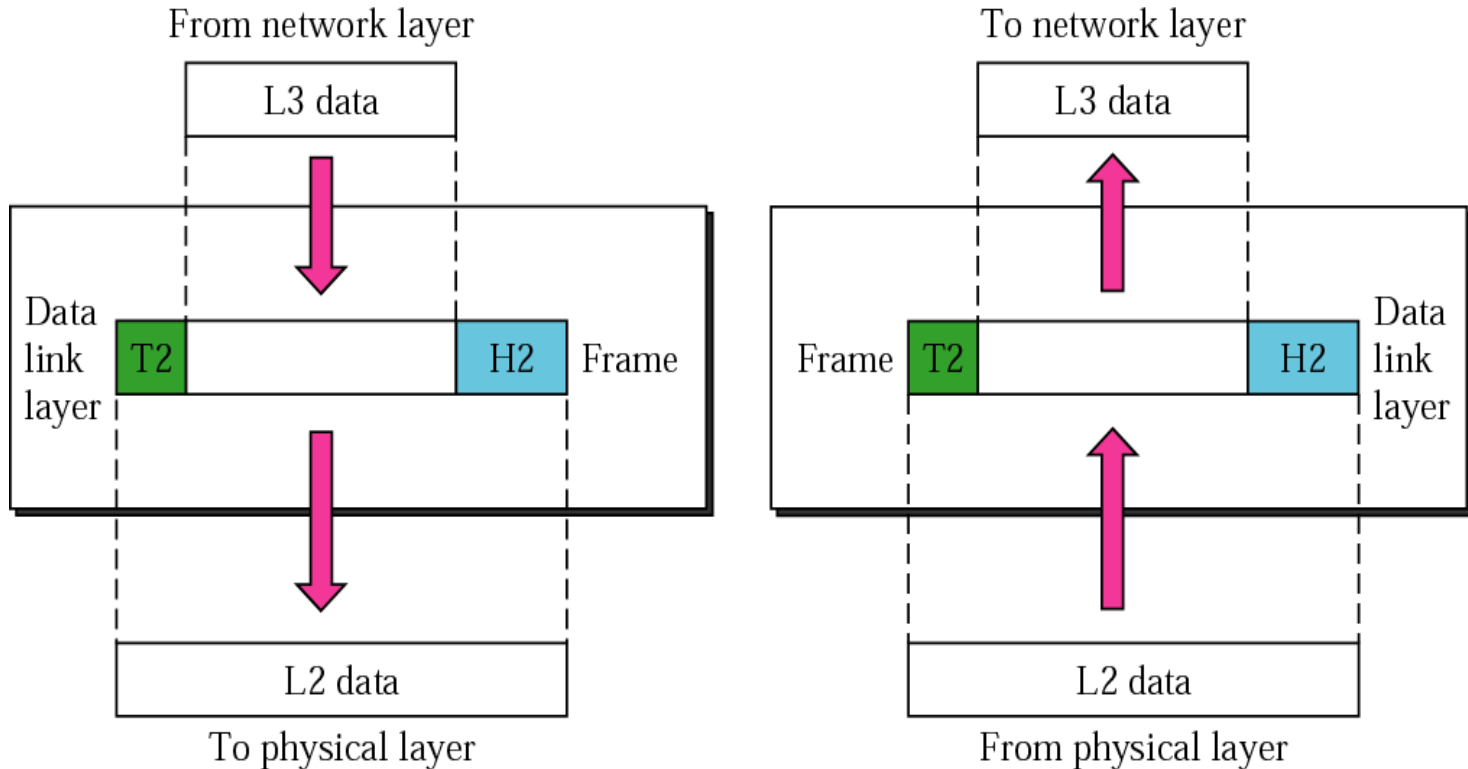 From network layer
L3 data
Data
link
layer
T2
H2
Frame
L2 data
To physical layer
To network layer
L3 data
Frame
T2
H2
Data
link
layer
L2 data
From physical layer